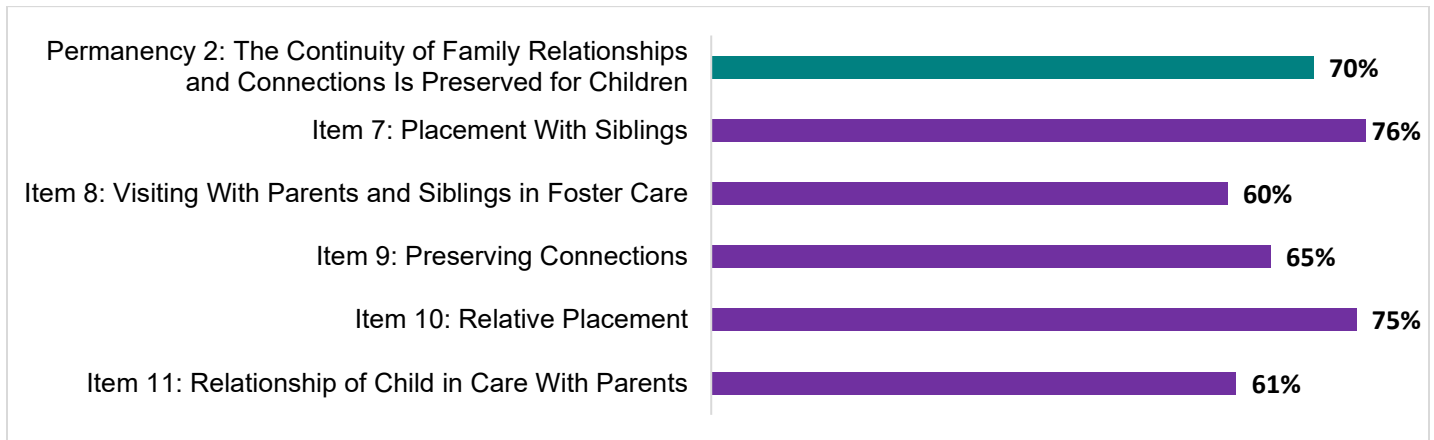 Permanency 2: The Continuity of Family Relationships
and Connections Is Preserved for Children
70%
Item 7: Placement With Siblings
76%
Item 8: Visiting With Parents and Siblings in Foster Care
60%
Item 9: Preserving Connections
65%
Item 10: Relative Placement
75%
Item 11: Relationship of Child in Care With Parents
61%